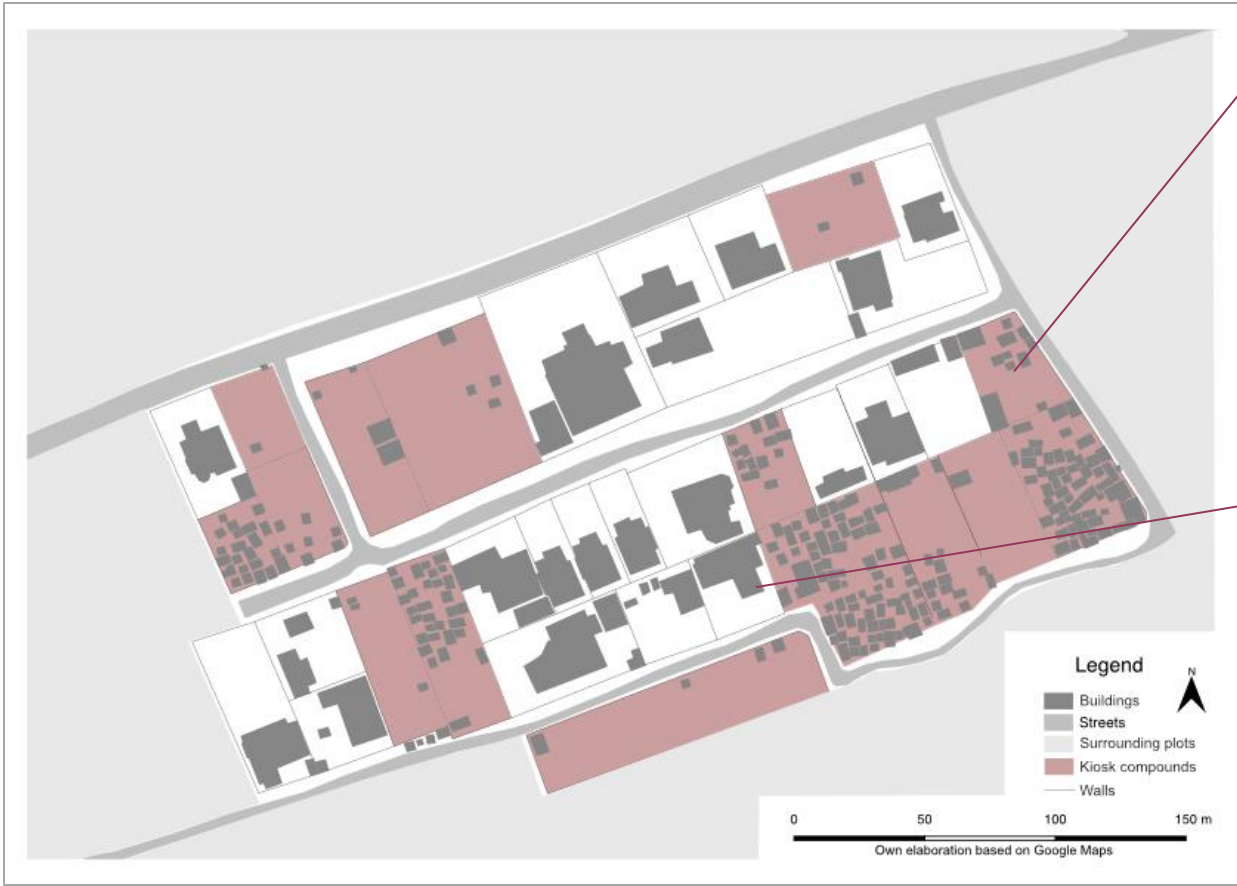 Legend
N
Buildings
Streets
Surrounding plots
Kiosk compounds
Walls
0 50 100 150 m
Own elaboration based on Google Maps